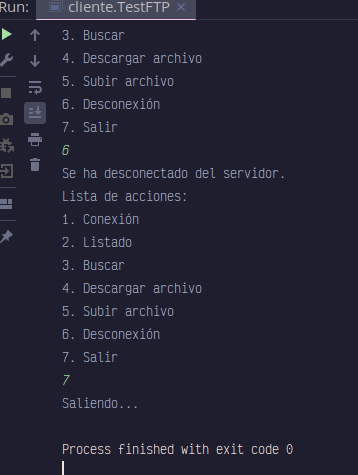 Run: cliente.TestFTP ×
3. Buscar
4. Descargar archivo
5. Subir archivo
6. Desconexión
7. Salir
6
Se ha desconectado del servidor.
Lista de acciones:
1. Conexión
2. Listado
3. Buscar
4. Descargar archivo
5. Subir archivo
6. Desconexión
7. Salir
7
Saliendo...
Process finished with exit code 0